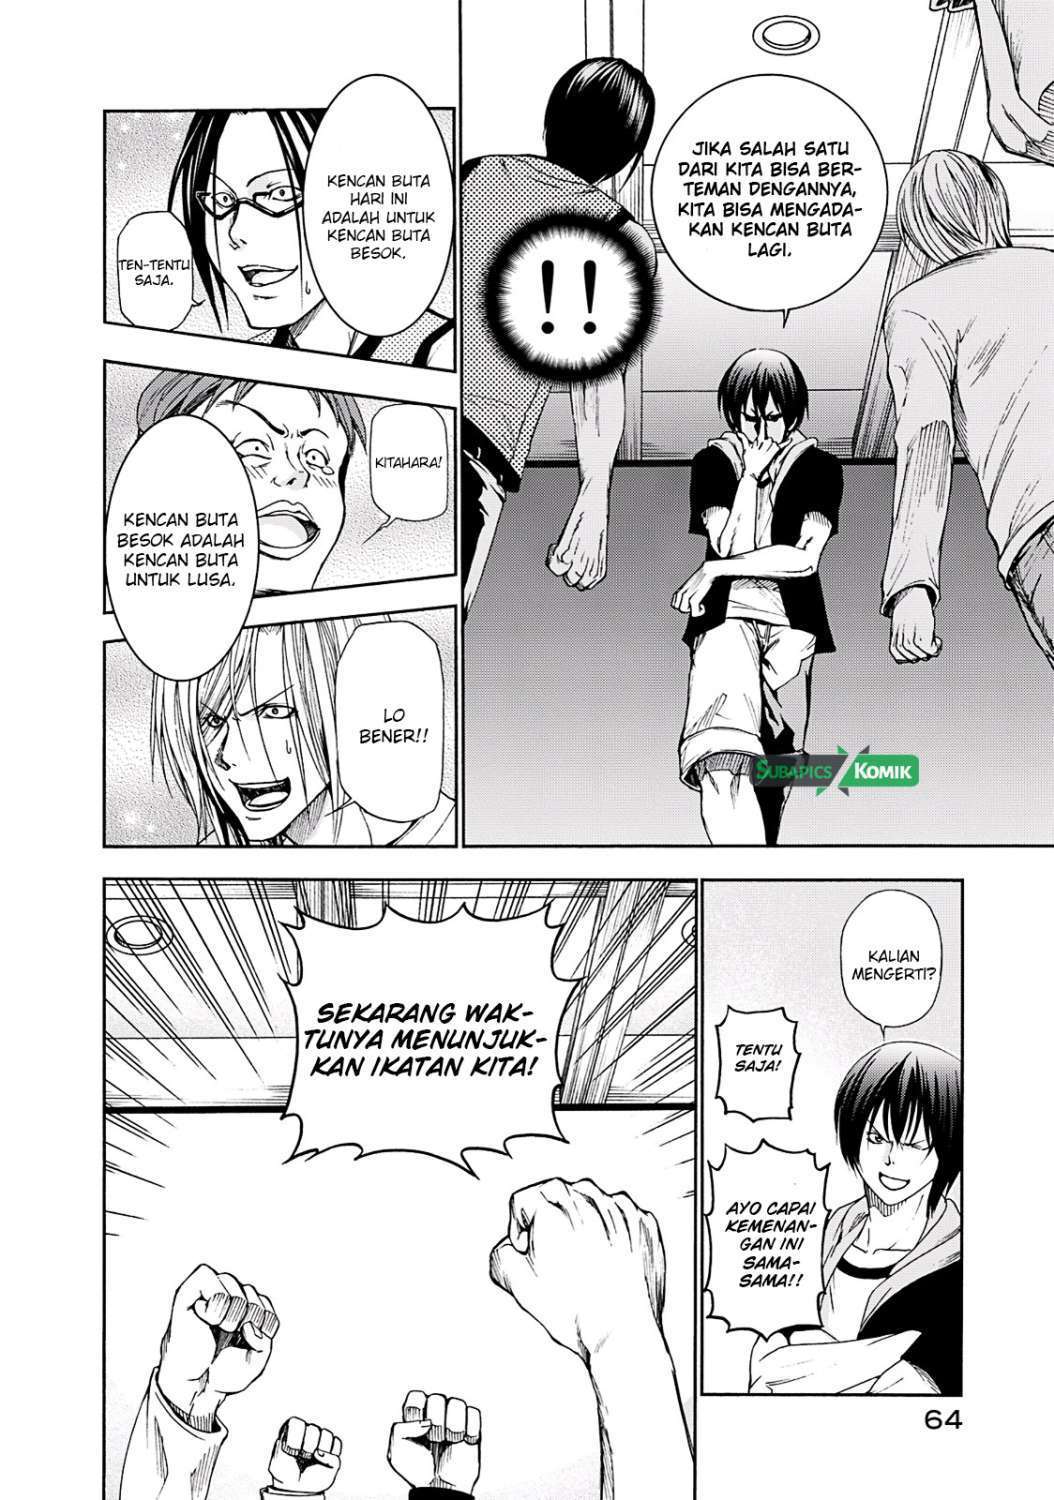 JIKA SALAH SATU
DARI KITA BISA BER-
TEMAN DENGANNYA,
KITA BISA MENGADA-
KAN KENCAN BUTA
LAGI.
!!
KENCAN BUTA
HARI INI
ADALAH UNTUK
KENCAN BUTA
BESOK.
TEN-TENTU
SAJA.
KITAHARA!
KENCAN BUTA
BESOK ADALAH
KENCAN BUTA
UNTUK LUSA.
LO
BENER!!
SUBAPICS KOMIK
KALIAN
MENGERTI?
TENTU
SAJA!
AYO CAPAI
KEMENAN-
GAN INI
SAMA-
SAMA!!
SEKARANG WAK-
TUNYA MENUNJUK-
KAN IKATAN KITA!
64